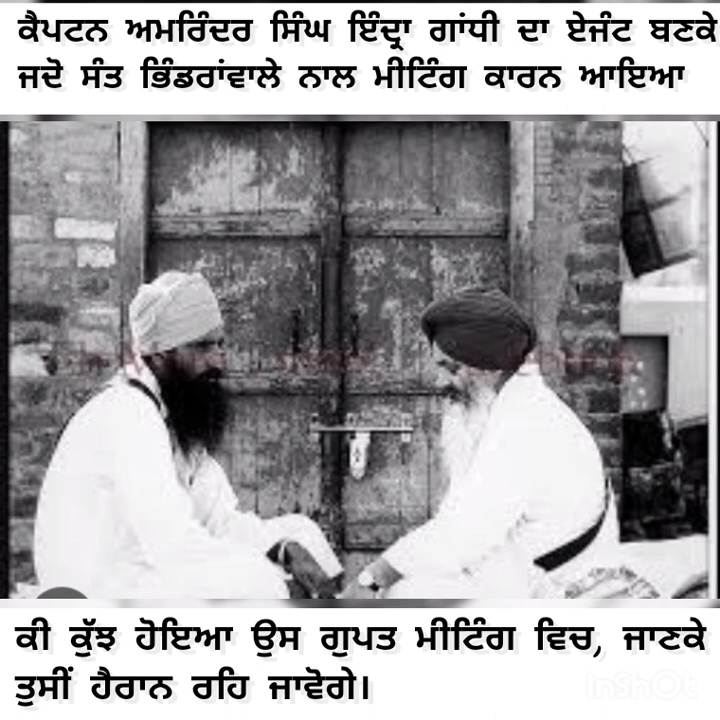 ਕੈਪਟਨ ਅਮਰਿੰਦਰ ਸਿੰਘ ਇੰਦ੍ਰਾ ਗਾਂਧੀ ਦਾ ਏਜੰਟ ਬਣਕੇ
ਜਦੋ ਸੰਤ ਭਿੰਡਰਾਂਵਾਲੇ ਨਾਲ ਮੀਟਿੰਗ ਕਾਰਨ ਆਇਆ
ਕੀ ਕੁੱਝ ਹੋਇਆ ਉਸ ਗੁਪਤ ਮੀਟਿੰਗ ਵਿਚ, ਜਾਣਕੇ
ਤੁਸੀਂ ਹੈਰਾਨ ਰਹਿ ਜਾਵੋਗੇ।
InShOt